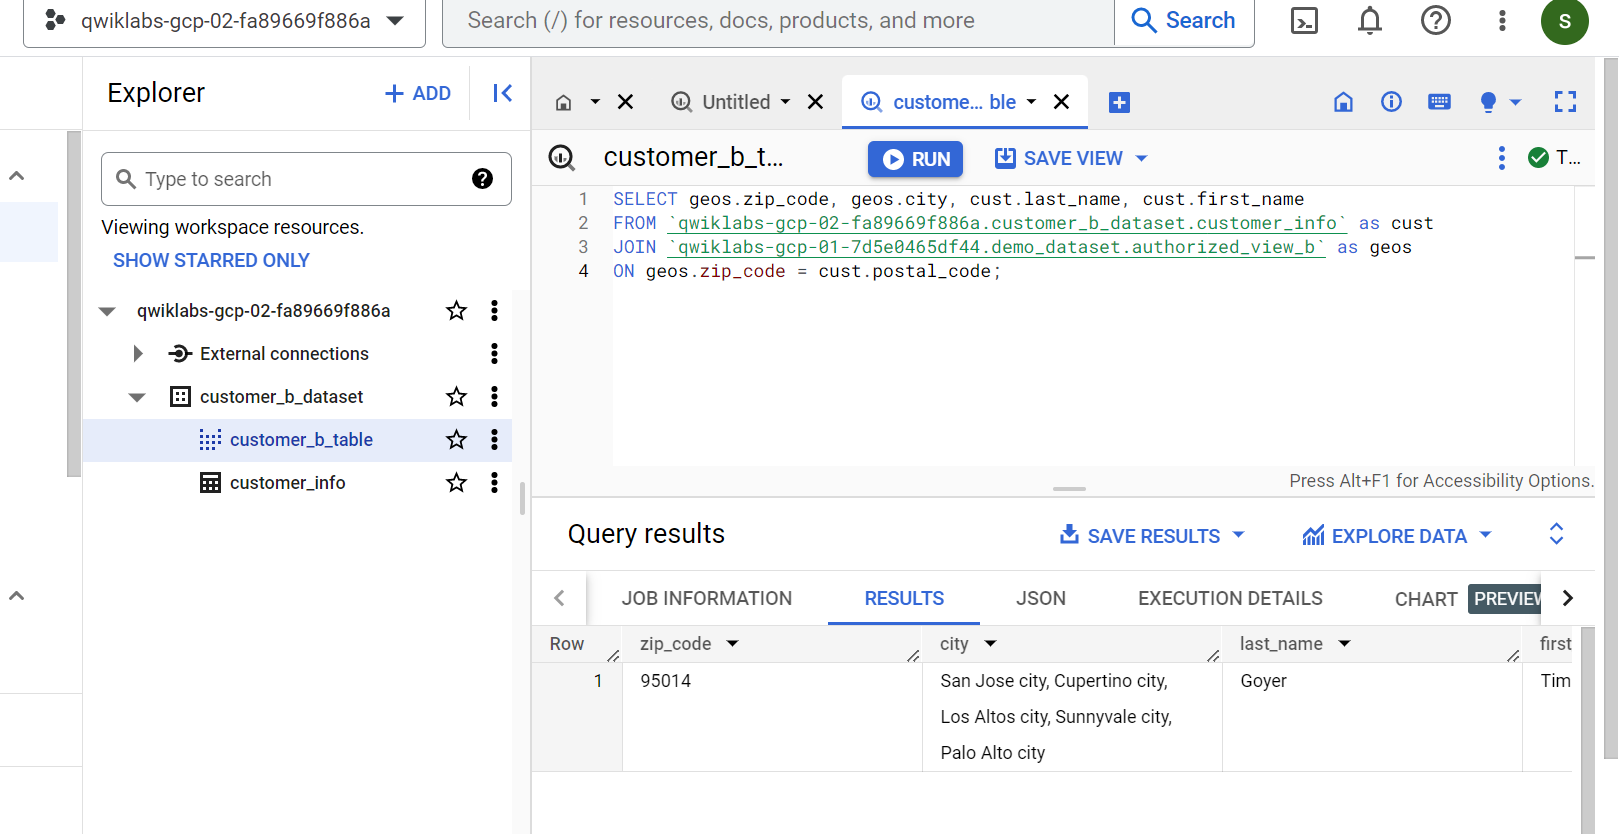 qwiklabs-gcp-02-fa89669f886a
Search (/) for resources, docs, products, and more
Search
S
Explorer
ADD
Type to search
Viewing workspace resources.
SHOW STARRED ONLY
qwiklabs-gcp-02-fa89669f886a
External connections
customer_b_dataset
customer_b_table
customer_info
Untitled
custome... ble
customer_b_t...
RUN
SAVE VIEW
T...
1 SELECT geos.zip_code, geos.city, cust.last_name, cust.first_name
2 FROM `qwiklabs-gcp-02-fa89669f886a.customer_b_dataset.customer_info` as cust
3 JOIN `qwiklabs-gcp-01-7d5e0465df44.demo_dataset.authorized_view_b` as geos
4 ON geos.zip_code = cust.postal_code;
Press Alt+F1 for Accessibility Options.
Query results
SAVE RESULTS
EXPLORE DATA
JOB INFORMATION
RESULTS
JSON
EXECUTION DETAILS
CHART
PREVIEW
Row
zip_code
city
last_name
first
1
95014
San Jose city, Cupertino city,
Los Altos city, Sunnyvale city,
Palo Alto city
Goyer
Tim